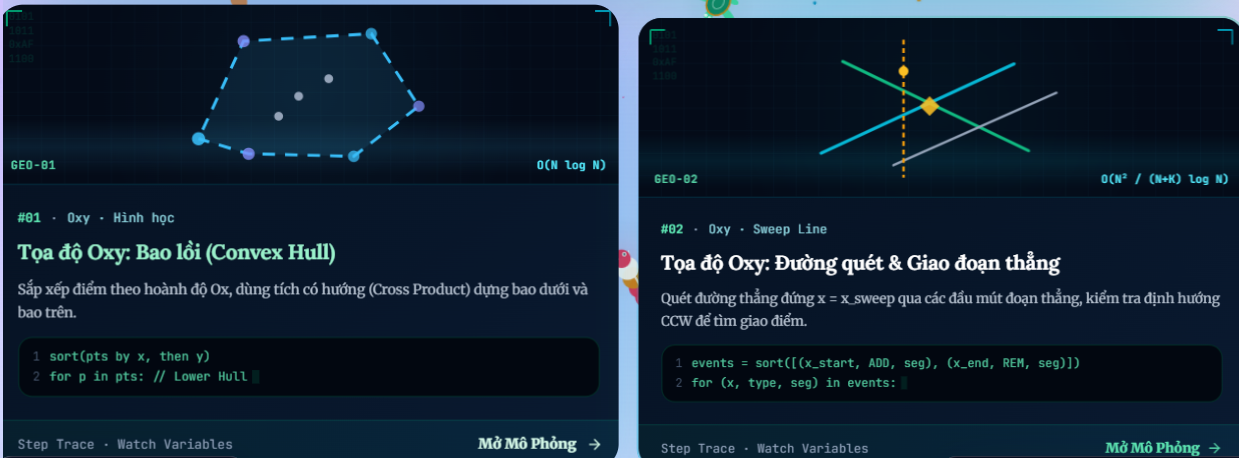 0101
1011
0xAF
1100
GEO-01
O(N log N)
#01 · Oxy · Hình học
Tọa độ Oxy: Bao lồi (Convex Hull)
Sắp xếp điểm theo hoành độ Ox, dùng tích có hướng (Cross Product) dựng bao dưới và
bao trên.
1 sort(pts by x, then y)
2 for p in pts: // Lower Hull
Step Trace · Watch Variables
Mở Mô Phỏng →
0101
1011
0xAF
1100
GEO-02
O(N² / (N+K) log N)
#02 · Oxy · Sweep Line
Tọa độ Oxy: Đường quét & Giao đoạn thẳng
Quét đường thẳng đứng x = x_sweep qua các đầu mút đoạn thẳng, kiểm tra định hướng
CCW để tìm giao điểm.
1 events = sort([(x_start, ADD, seg), (x_end, REM, seg)])
2 for (x, type, seg) in events:
Step Trace · Watch Variables
Mở Mô Phỏng →